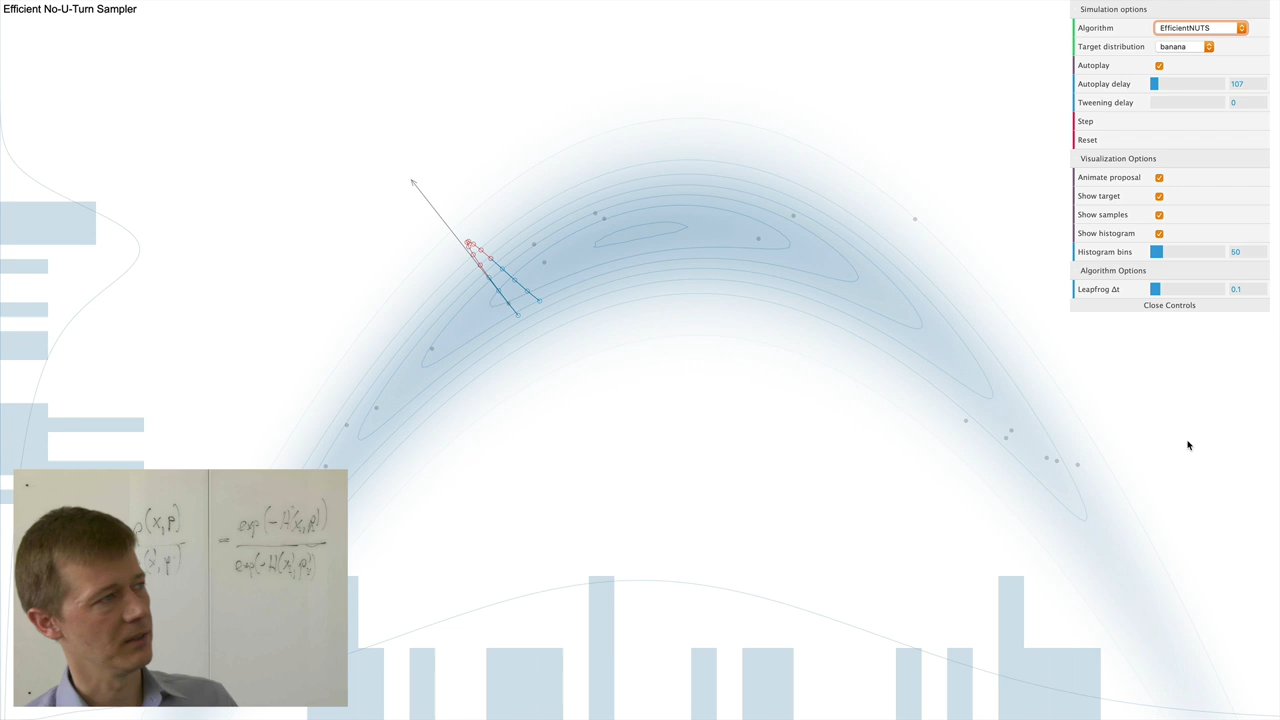 Efficient No-U-Turn Sampler
Simulation options
Algorithm EfficientNUTS
Target distribution banana
Autoplay
Autoplay delay 107
Tweening delay 0
Step
Reset
Visualization Options
Animate proposal
Show target
Show samples
Show histogram
Histogram bins 50
Algorithm Options
Leapfrog Δt 0.1
Close Controls
(x,p) = exp(-H(x,p))
(x',p') exp(-H(x',p'))